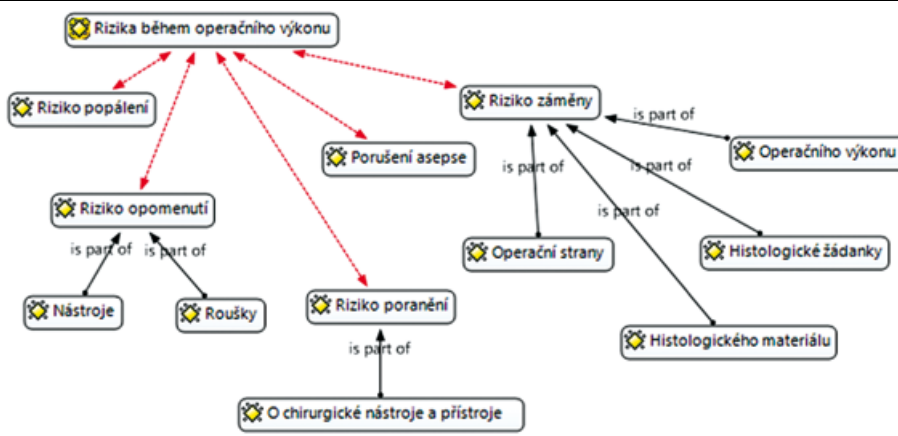 Rizika během operačního výkonu
Riziko popálení
Riziko záměny
is part of
Operačního výkonu
Porušení asepse
is part of
is part of
Riziko opomenutí
is part of
is part of
is part of
Operační strany
Histologické žádanky
Nástroje
Roušky
Riziko poranění
Histologického materiálu
is part of
O chirurgické nástroje a přístroje